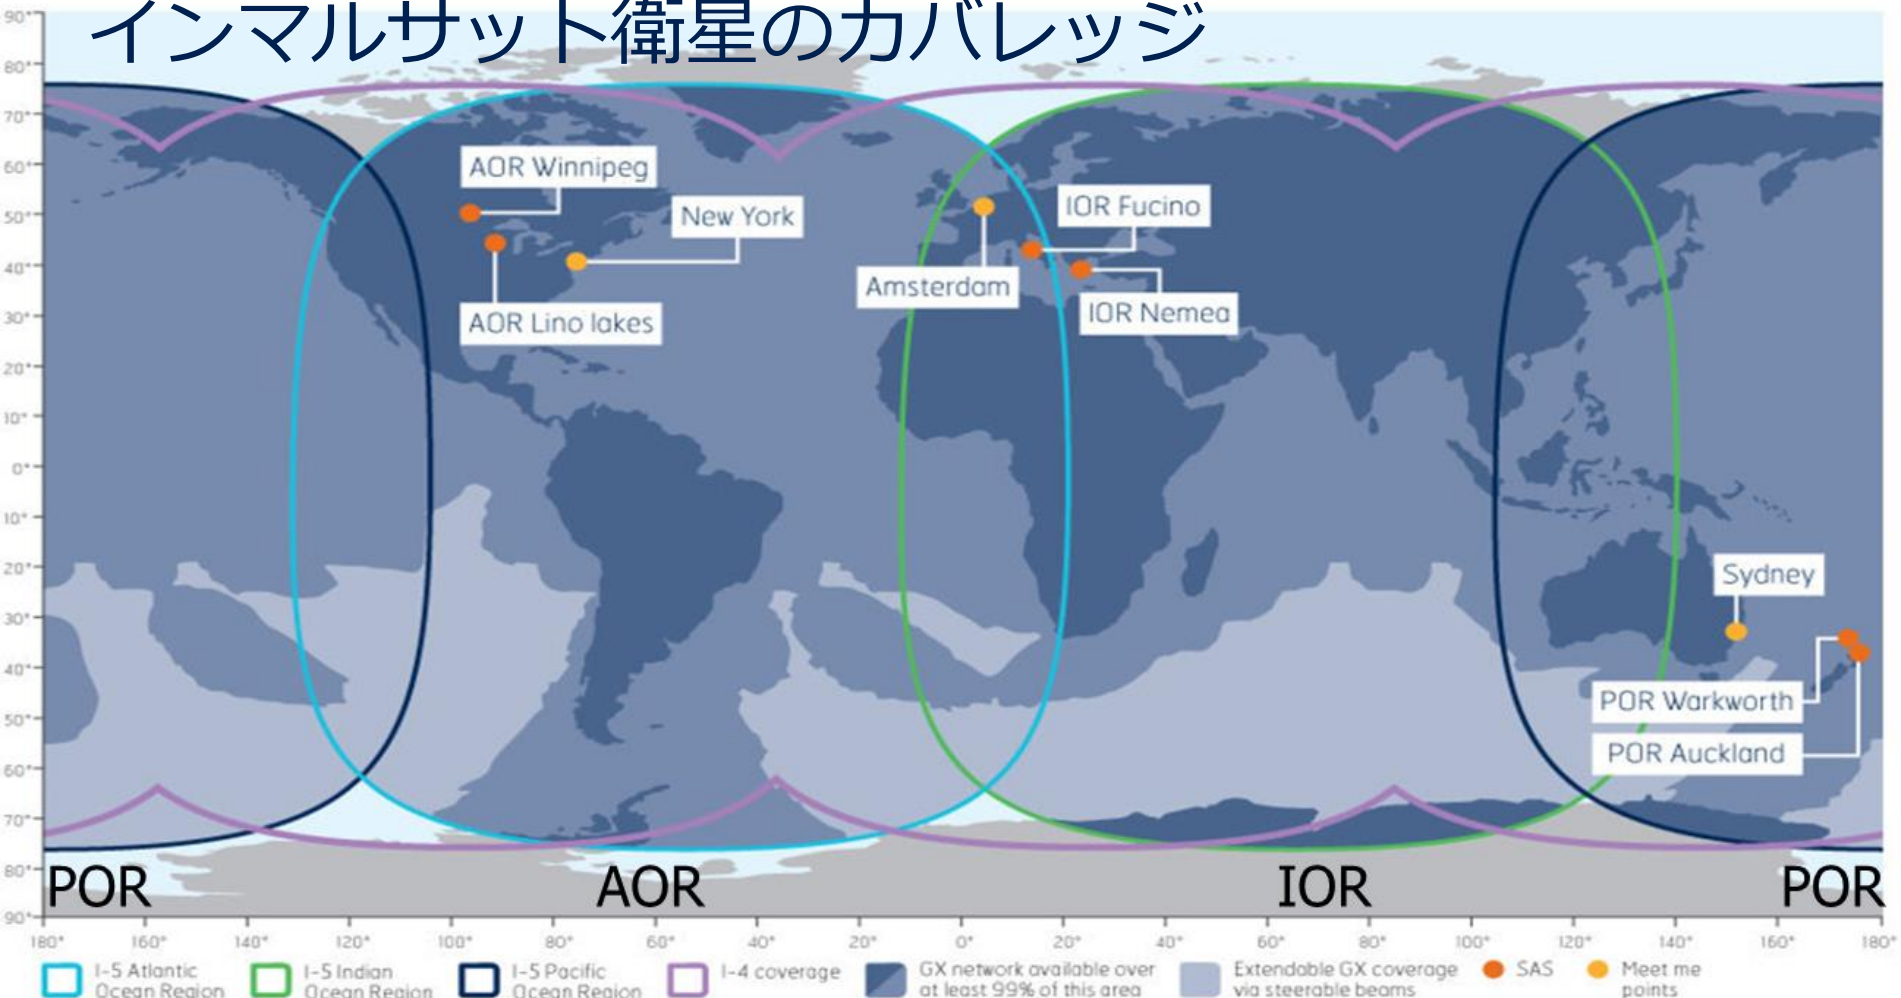 インマルサット衛星のカバレッジ
90°
80°
70°
60°
50°
40°
30°
20°
10°
0°
10°
20°
30°
40°
50°
60°
70°
80°
90°
AOR Winnipeg
New York
IOR Fucino
Amsterdam
IOR Nemea
AOR Lino lakes
Sydney
POR Warkworth
POR Auckland
POR AOR IOR POR
180° 160° 140° 120° 100° 80° 60° 40° 20° 0° 20° 40° 60° 80° 100° 120° 140° 160° 180°
I-5 Atlantic
Ocean Region
I-5 Indian
Ocean Region
I-5 Pacific
Ocean Region
I-4 coverage
GX network available over
at least 99% of this area
Extendable GX coverage
via steerable beams
SAS
Meet me
points